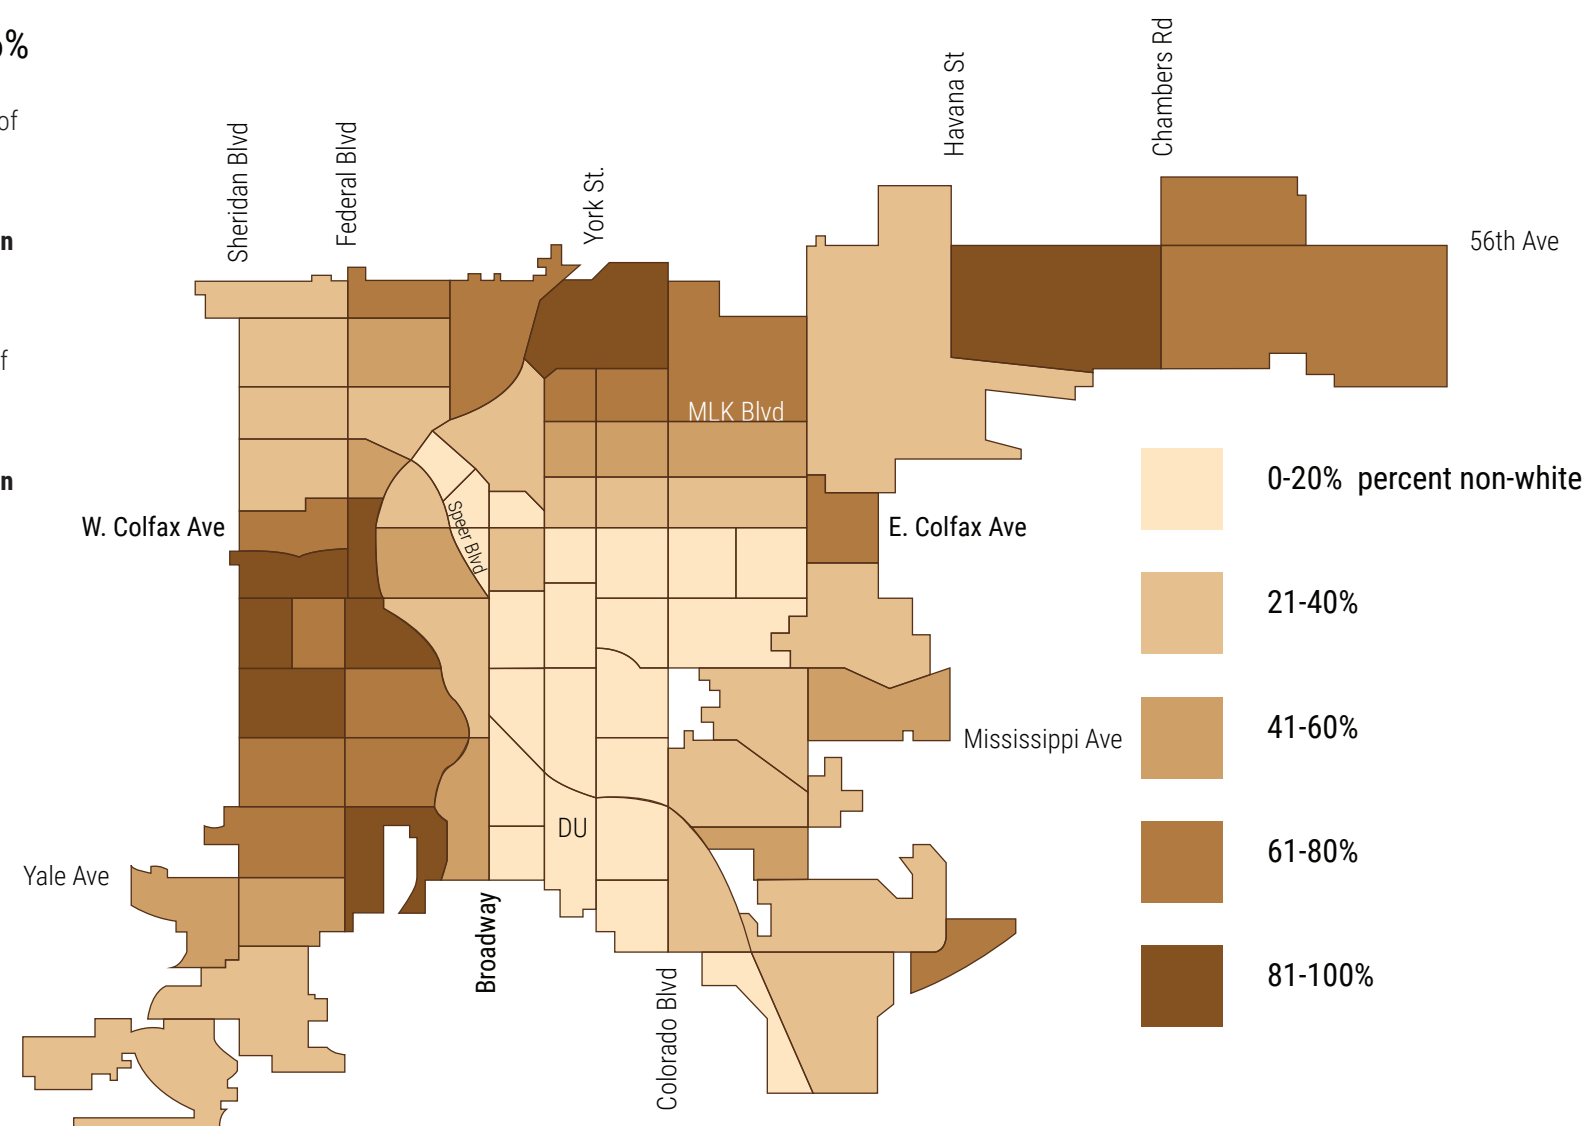 %
of
n
f
n
Sheridan Blvd
Federal Blvd
York St.
Havana St
Chambers Rd
56th Ave
MLK Blvd
W. Colfax Ave
Speer Blvd
E. Colfax Ave
Mississippi Ave
DU
Yale Ave
Broadway
Colorado Blvd
0-20% percent non-white
21-40%
41-60%
61-80%
81-100%